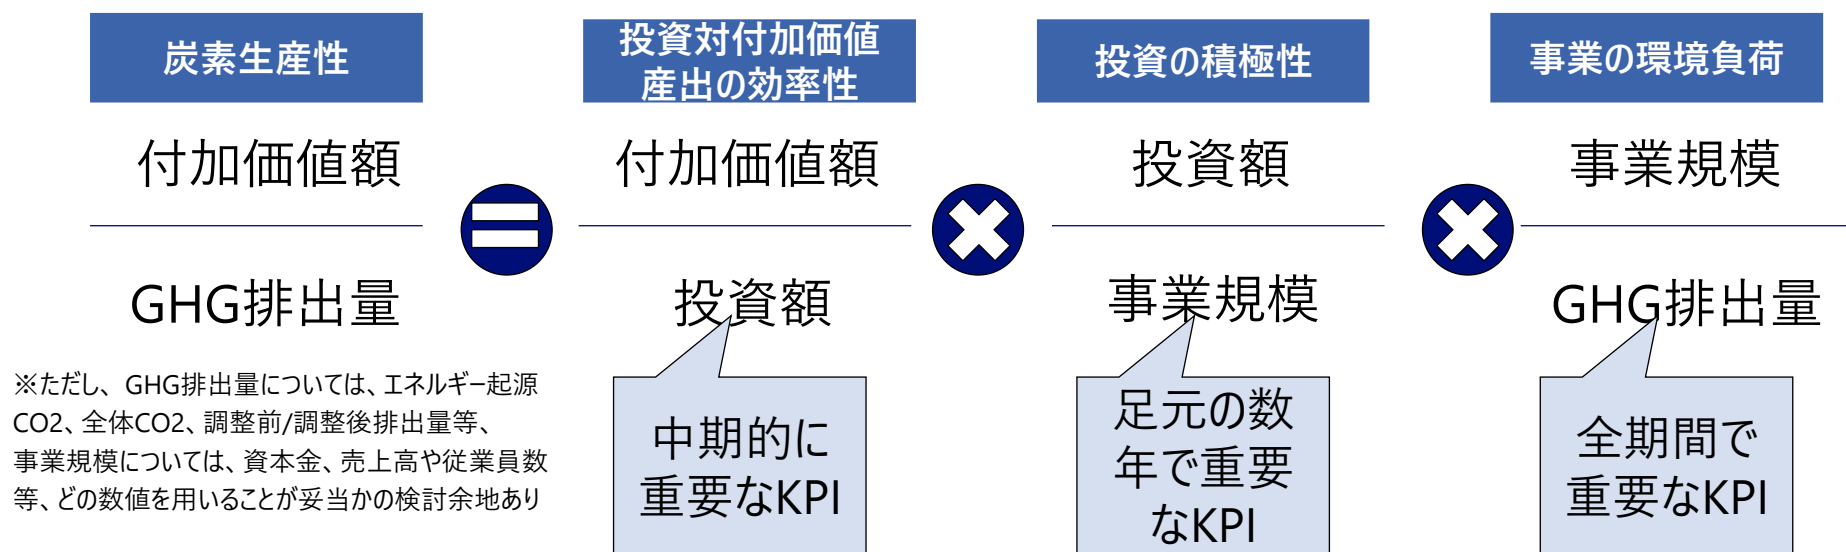 炭素生産性
投資対付加価値
産出の効率性
投資の積極性
事業の環境負荷
付加価値額
GHG排出量
付加価値額
投資額
投資額
事業規模
事業規模
GHG排出量
※ただし、GHG排出量については、エネルギー起源
CO2、全体CO2、調整前/調整後排出量等、
事業規模については、資本金、売上高や従業員数
等、どの数値を用いることが妥当かの検討余地あり
中期的に
重要なKPI
足元の数
年で重要
なKPI
全期間で
重要なKPI